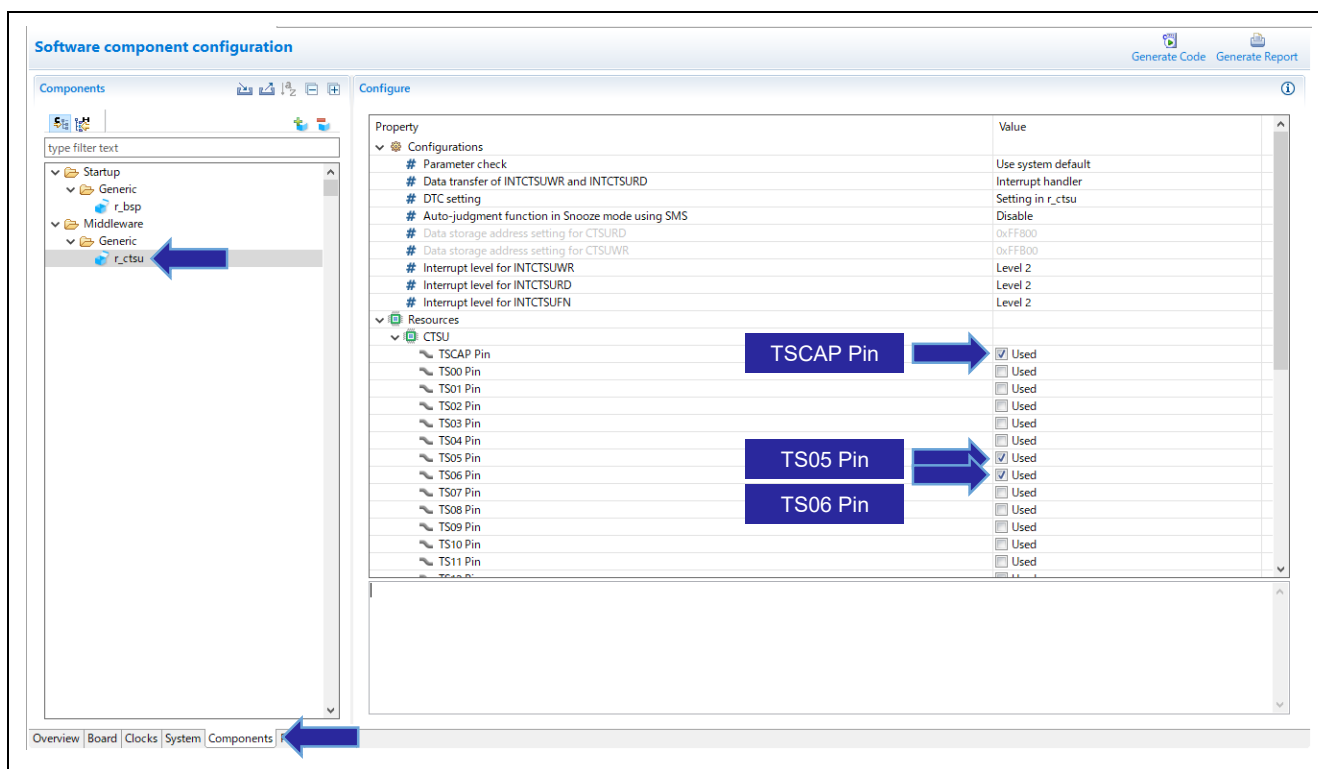 Software component configuration
Generate Code Generate Report
Components
type filter text
Startup
Generic
r_bsp
Middleware
Generic
r_ctsu
Configure
Property Value
Configurations
# Parameter check Use system default
# Data transfer of INTCTSUWR and INTCTSURD Interrupt handler
# DTC setting Setting in r_ctsu
# Auto-judgment function in Snooze mode using SMS Disable
# Data storage address setting for CTSURD 0xFF800
# Data storage address setting for CTSUWR 0xFFB00
# Interrupt level for INTCTSUWR Level 2
# Interrupt level for INTCTSURD Level 2
# Interrupt level for INTCTSUFN Level 2
Resources
CTSU
TSCAP Pin TSCAP Pin Used
TS00 Pin Used
TS01 Pin Used
TS02 Pin Used
TS03 Pin Used
TS04 Pin Used
TS05 Pin TS05 Pin Used
TS06 Pin Used
TS07 Pin Used
TS06 Pin
TS08 Pin Used
TS09 Pin Used
TS10 Pin Used
TS11 Pin Used
Overview Board Clocks System Components